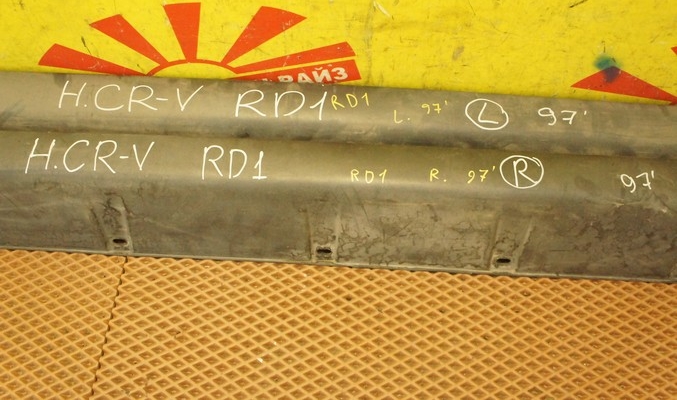 РАЙЗ
H.CR-V RD1 RD1 L. 97' L 97'
H.CR-V RD1 RD1 R. 97' R 97'